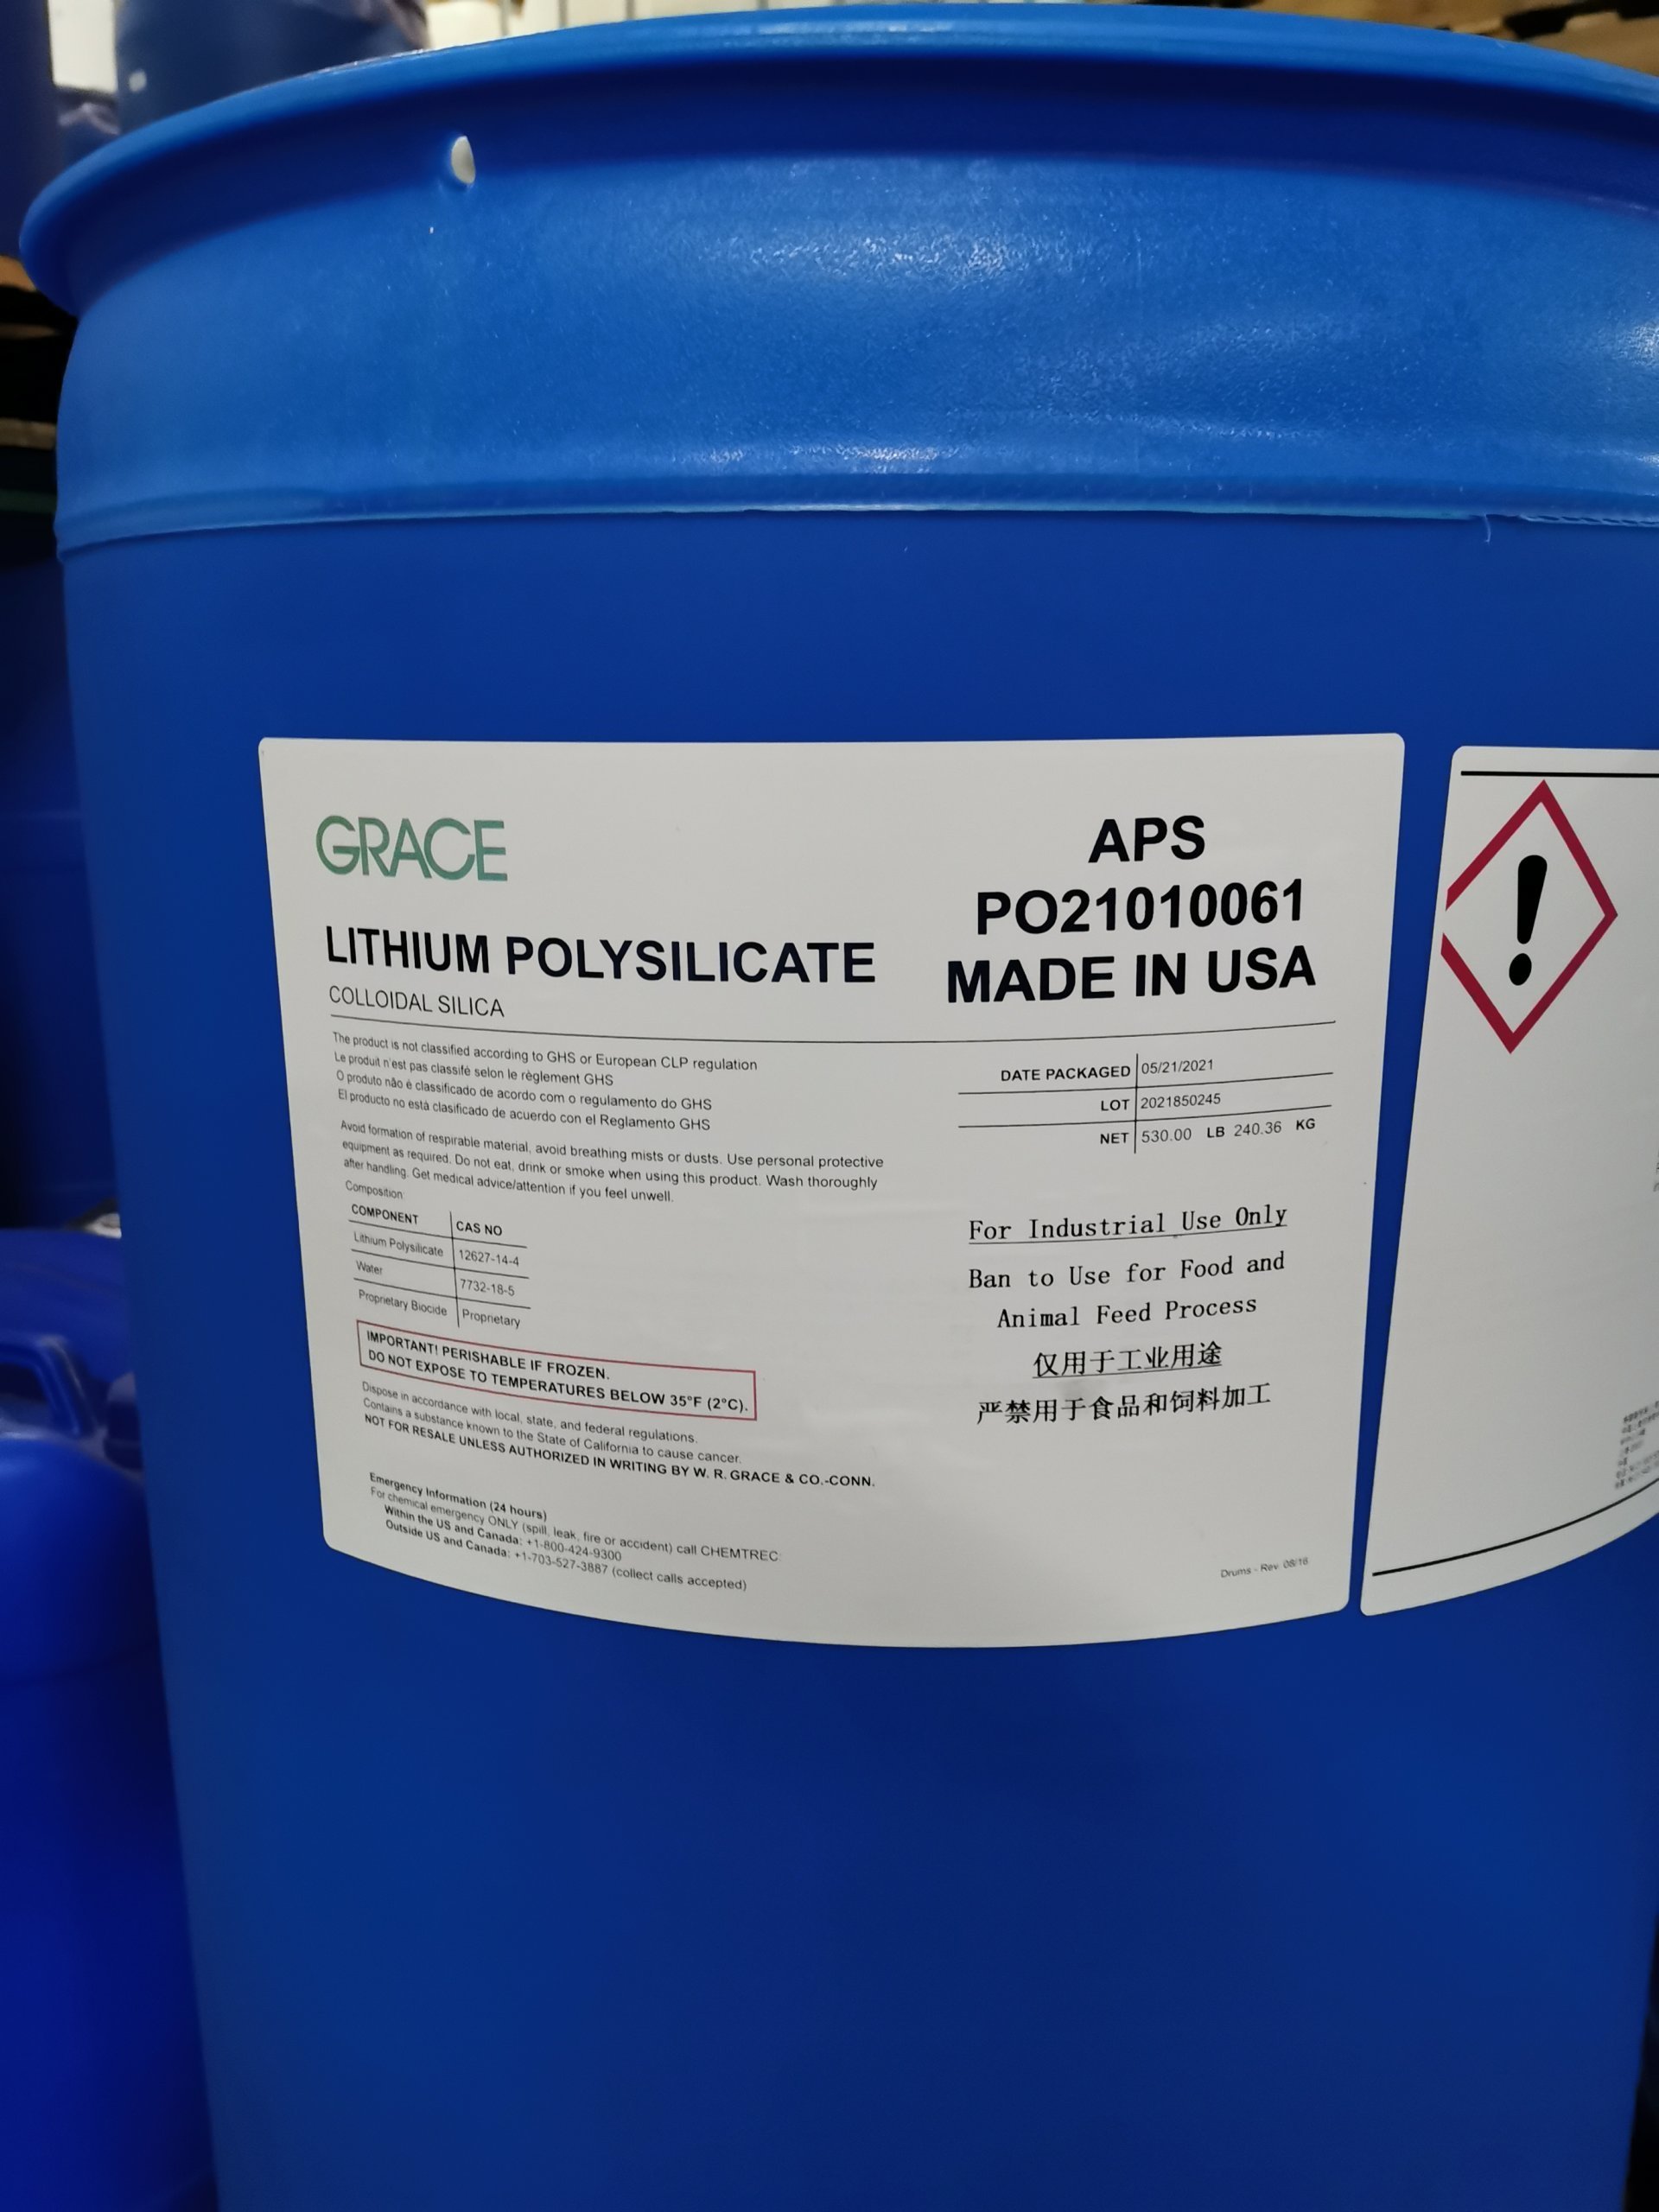 GRACE
LITHIUM POLYSILICATE
COLLOIDAL SILICA
APS
PO21010061
MADE IN USA
The product is not classified according to GHS or European CLP regulation
Le produit n'est pas classifé selon le règlement GHS
O produto não é classificado de acordo com o regulamento do GHS
El producto no está clasificado de acuerdo con el Reglamento GHS
DATE PACKAGED 05/21/2021
LOT 2021850245
NET 530.00 LB 240.36 KG
Avoid formation of respirable material, avoid breathing mists or dusts. Use personal protective
equipment as required. Do not eat, drink or smoke when using this product. Wash thoroughly
after handling. Get medical advice/attention if you feel unwell.
Composition
COMPONENT CAS NO
Lithium Polysilicate 12627-14-4
Water 7732-18-5
Proprietary Biocide Proprietary
IMPORTANT! PERISHABLE IF FROZEN.
DO NOT EXPOSE TO TEMPERATURES BELOW 35°F (2°C).
Dispose in accordance with local, state, and federal regulations.
Contains a substance known to the State of California to cause cancer.
NOT FOR RESALE UNLESS AUTHORIZED IN WRITING BY W. R. GRACE & CO.-CONN.
For Industrial Use Only
Ban to Use for Food and
Animal Feed Process
仅用于工业用途
严禁用于食品和饲料加工
Emergency Information (24 hours)
For chemical emergency ONLY (spill, leak, fire or accident) call CHEMTREC:
Within the US and Canada: +1-800-424-9300
Outside US and Canada: +1-703-527-3887 (collect calls accepted)
Drums - Rev. 08/16